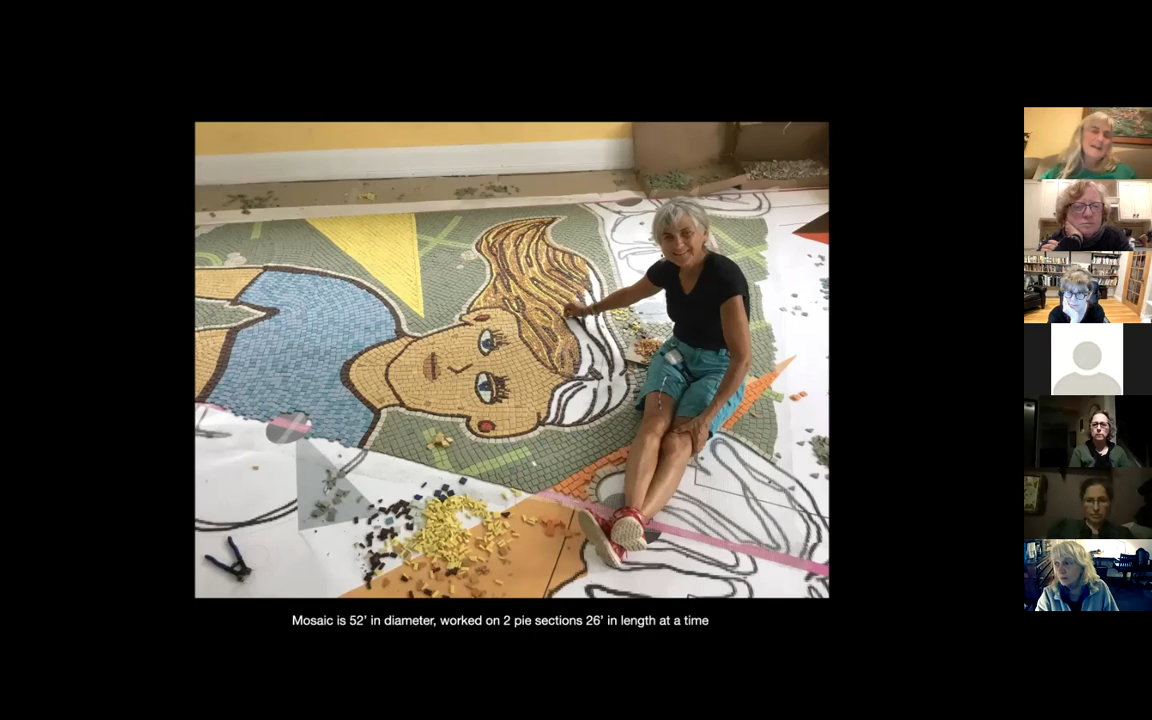 Mosaic is 52’ in diameter, worked on 2 pie sections 26’ in length at a time